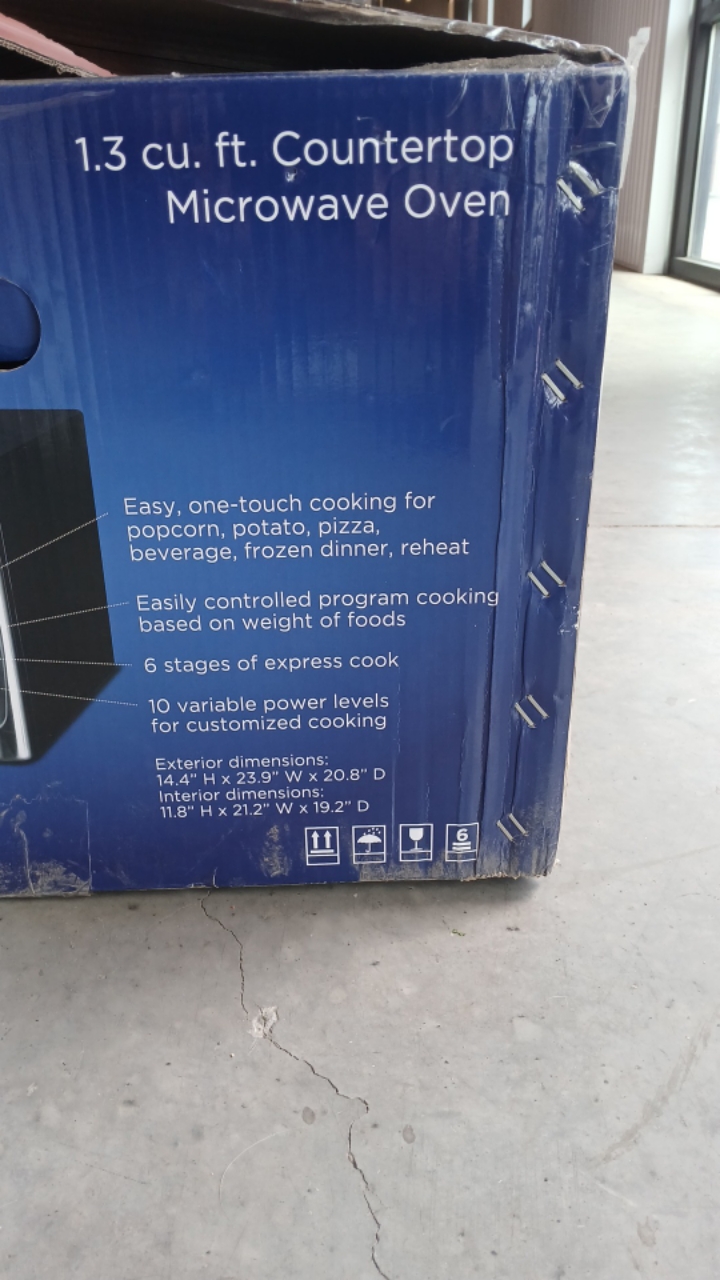 1.3 cu. ft. Countertop
Microwave Oven
Easy, one-touch cooking for
popcorn, potato, pizza,
beverage, frozen dinner, reheat
Easily controlled program cooking
based on weight of foods
6 stages of express cook
10 variable power levels
for customized cooking
Exterior dimensions:
14.4" H x 23.9" W x 20.8" D
Interior dimensions:
11.8" H x 21.2" W x 19.2" D
6